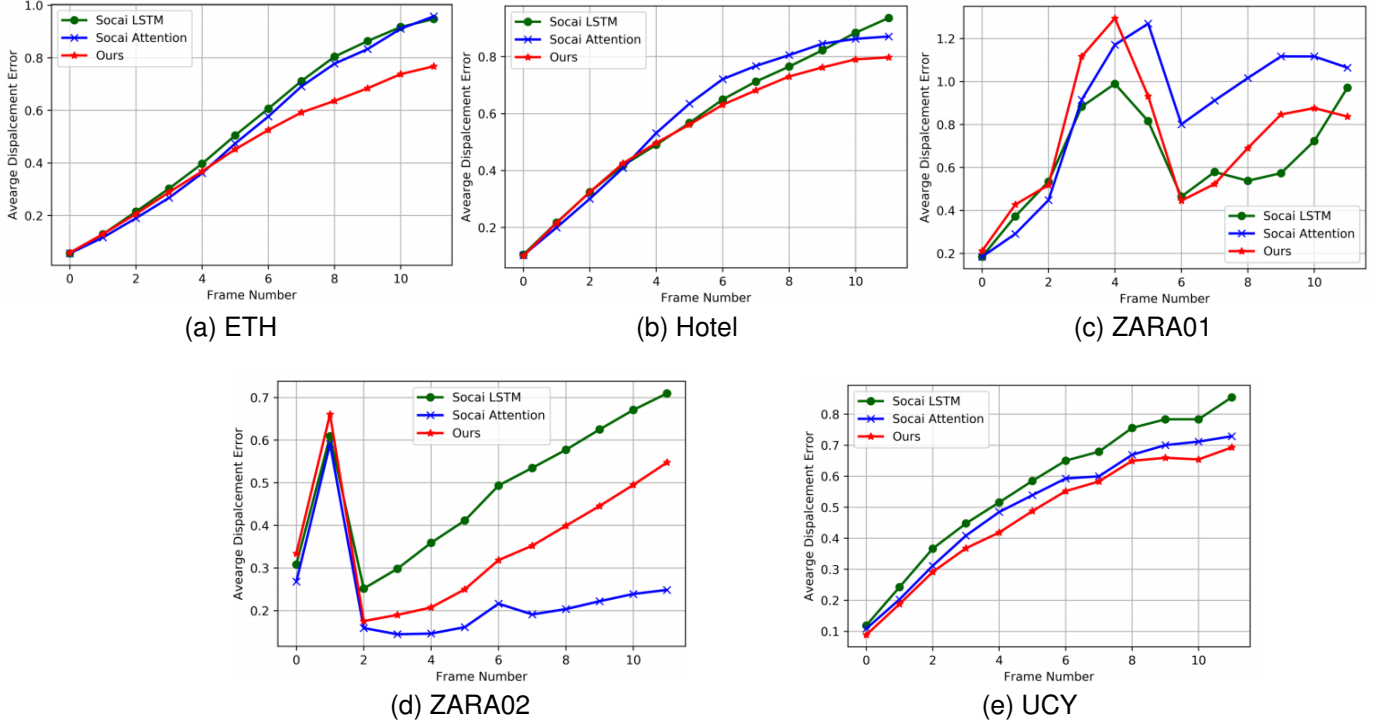 1.0
0.8
0.6
0.4
0.2
0 2 4 6 8 10
Avearge Dispalcement Error
Frame Number
Socai LSTM
Socai Attention
Ours
(a) ETH
0.8
0.6
0.4
0.2
0 2 4 6 8 10
Avearge Dispalcement Error
Frame Number
Socai LSTM
Socai Attention
Ours
(b) Hotel
1.2
1.0
0.8
0.6
0.4
0.2
0 2 4 6 8 10
Avearge Dispalcement Error
Frame Number
Socai LSTM
Socai Attention
Ours
(c) ZARA01
0.7
0.6
0.5
0.4
0.3
0.2
0 2 4 6 8 10
Avearge Dispalcement Error
Frame Number
Socai LSTM
Socai Attention
Ours
(d) ZARA02
0.8
0.7
0.6
0.5
0.4
0.3
0.2
0.1
0 2 4 6 8 10
Avearge Dispalcement Error
Frame Number
Socai LSTM
Socai Attention
Ours
(e) UCY